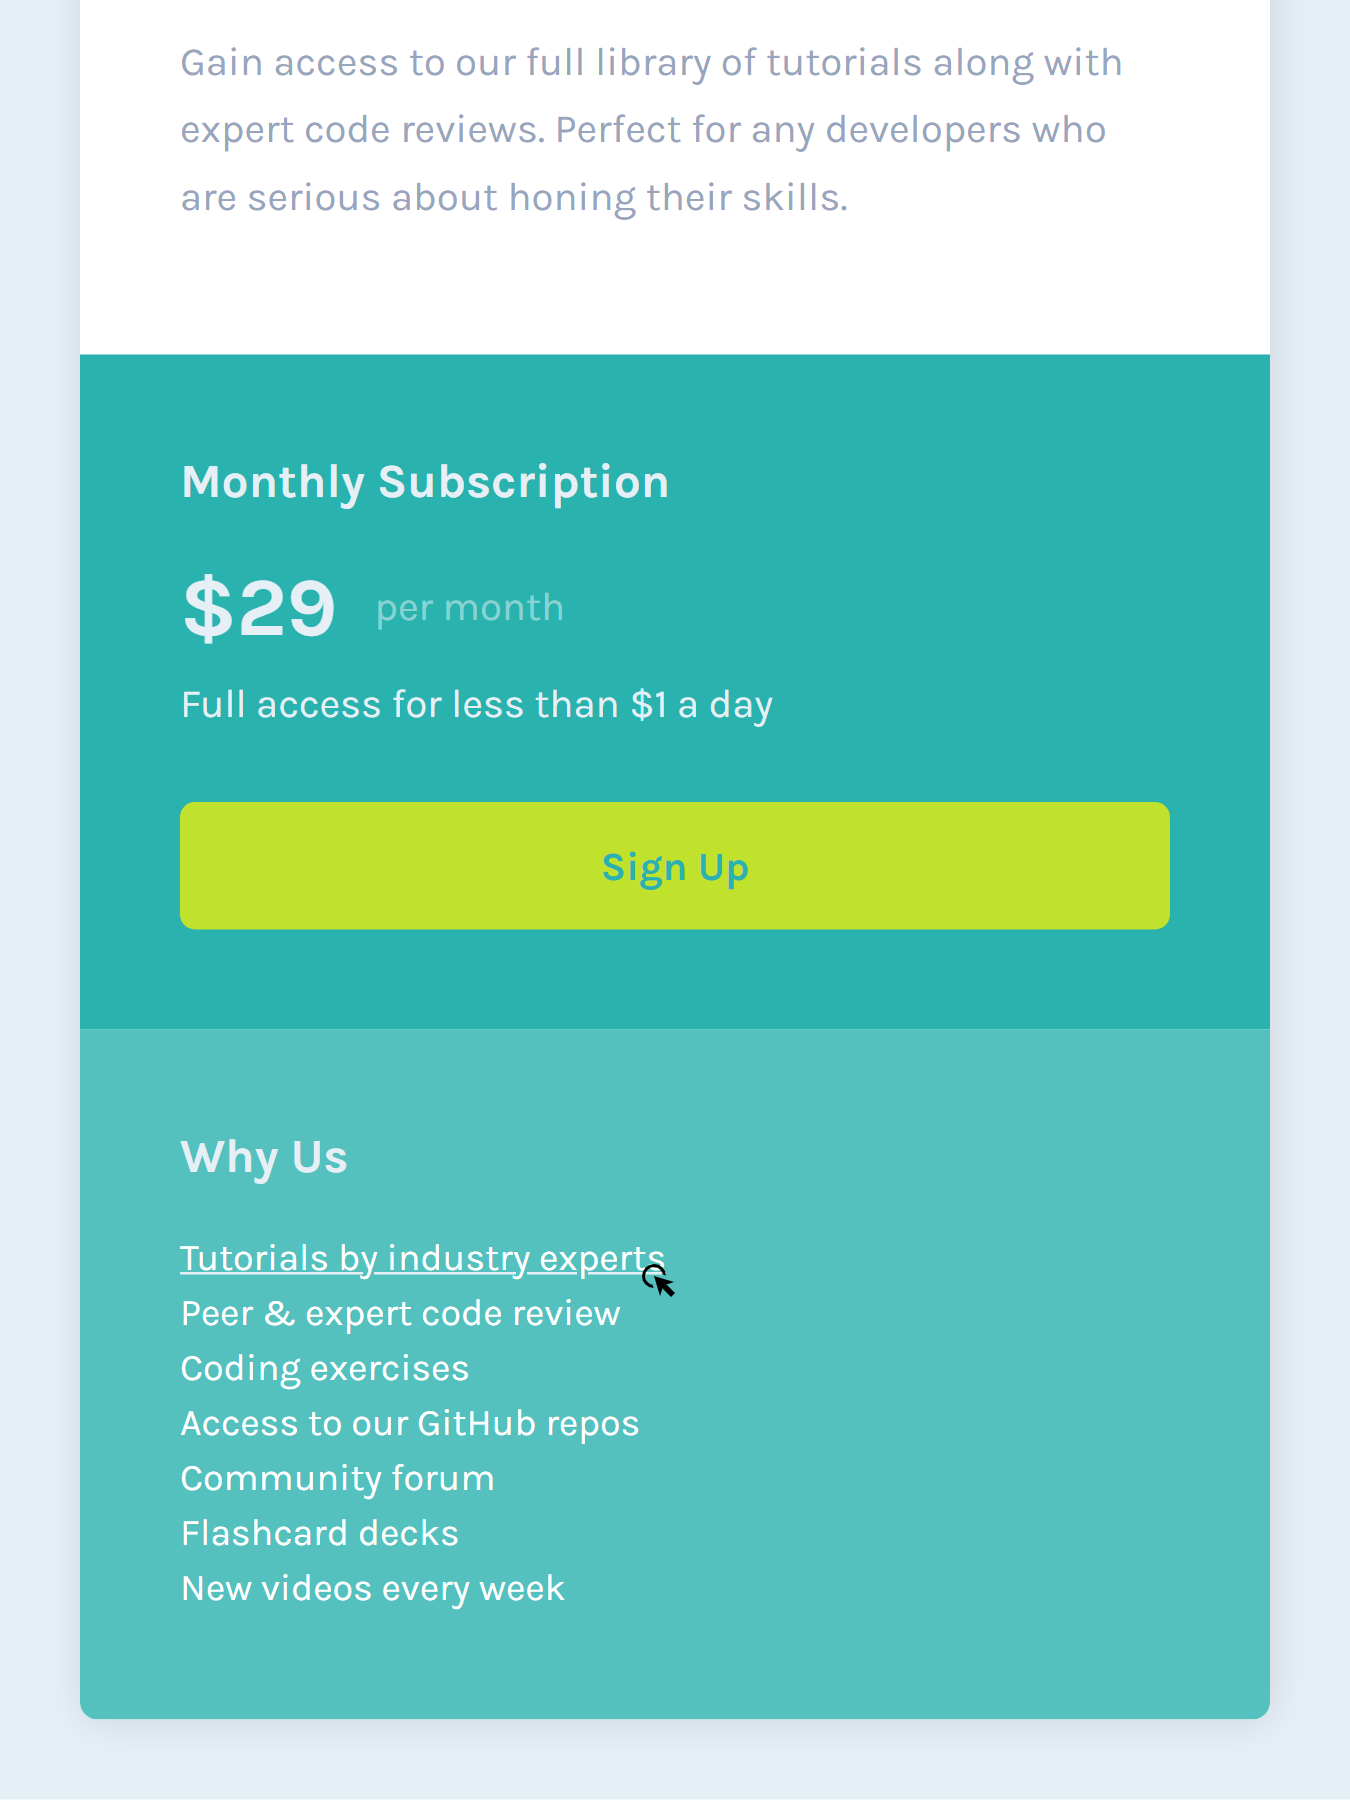 Gain access to our full library of tutorials along with
expert code reviews. Perfect for any developers who
are serious about honing their skills.
Monthly Subscription
$29 per month
Full access for less than $1 a day
Sign Up
Why Us
Tutorials by industry experts
Peer & expert code review
Coding exercises
Access to our GitHub repos
Community forum
Flashcard decks
New videos every week